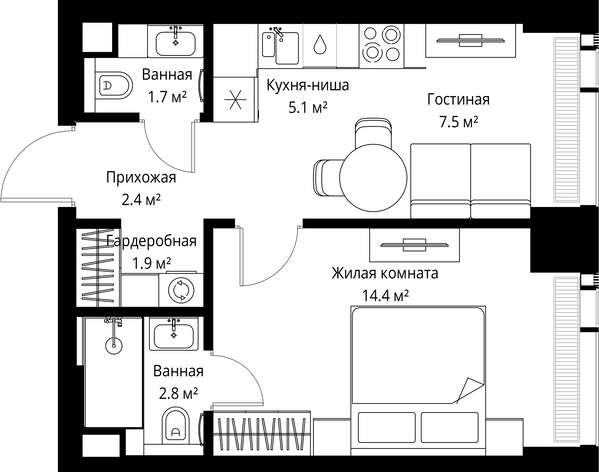 Ванная
1.7 м²
Кухня-ниша
5.1 м²
Гостиная
7.5 м²
Прихожая
2.4 м²
Гардеробная
1.9 м²
Жилая комната
14.4 м²
Ванная
2.8 м²